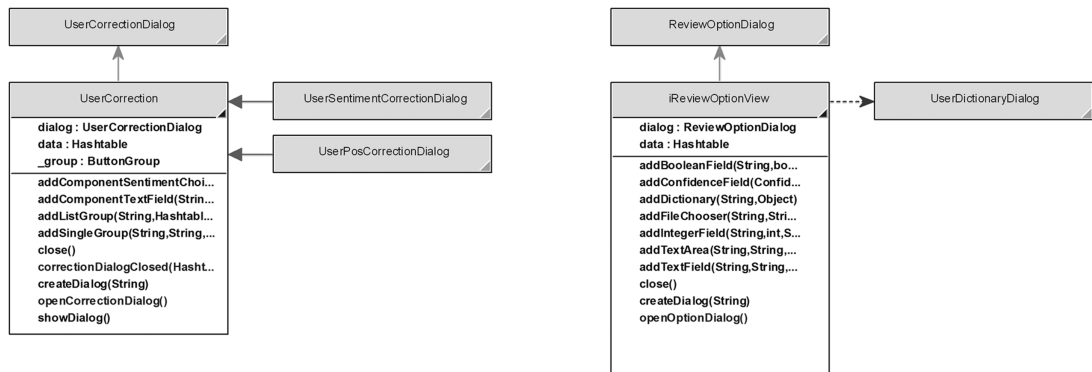 UserCorrectionDialog
UserCorrection
dialog : UserCorrectionDialog
data : Hashtable
_group : ButtonGroup
addComponentSentimentChoi...
addComponentTextField(Strin...
addListGroup(String,Hashtabl...
addSingleGroup(String,String,...
close()
correctionDialogClosed(Hasht...
createDialog(String)
openCorrectionDialog()
showDialog()
UserSentimentCorrectionDialog
UserPosCorrectionDialog
ReviewOptionDialog
iReviewOptionView
dialog : ReviewOptionDialog
data : Hashtable
addBooleanField(String,bo...
addConfidenceField(Confid...
addDictionary(String,Object)
addFileChooser(String,Stri...
addIntegerField(String,int,S...
addTextArea(String,String,...
addTextField(String,String,...
close()
createDialog(String)
openOptionDialog()
UserDictionaryDialog